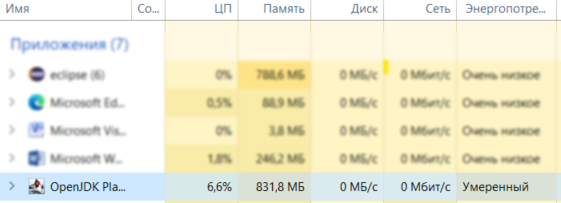 Имя Со... ЦП Память Диск Сеть Энергопотре...
Приложения (7)
eclipse (6) 0% 788,6 МБ 0 МБ/с 0 Мбит/с Очень низкое
Microsoft Ed... 0,5% 88,9 МБ 0 МБ/с 0 Мбит/с Очень низкое
Microsoft Vis... 0% 3,8 МБ 0 МБ/с 0 Мбит/с Очень низкое
Microsoft W... 1,8% 246,2 МБ 0 МБ/с 0 Мбит/с Очень низкое
OpenJDK Pla... 6,6% 831,8 МБ 0 МБ/с 0 Мбит/с Умеренный